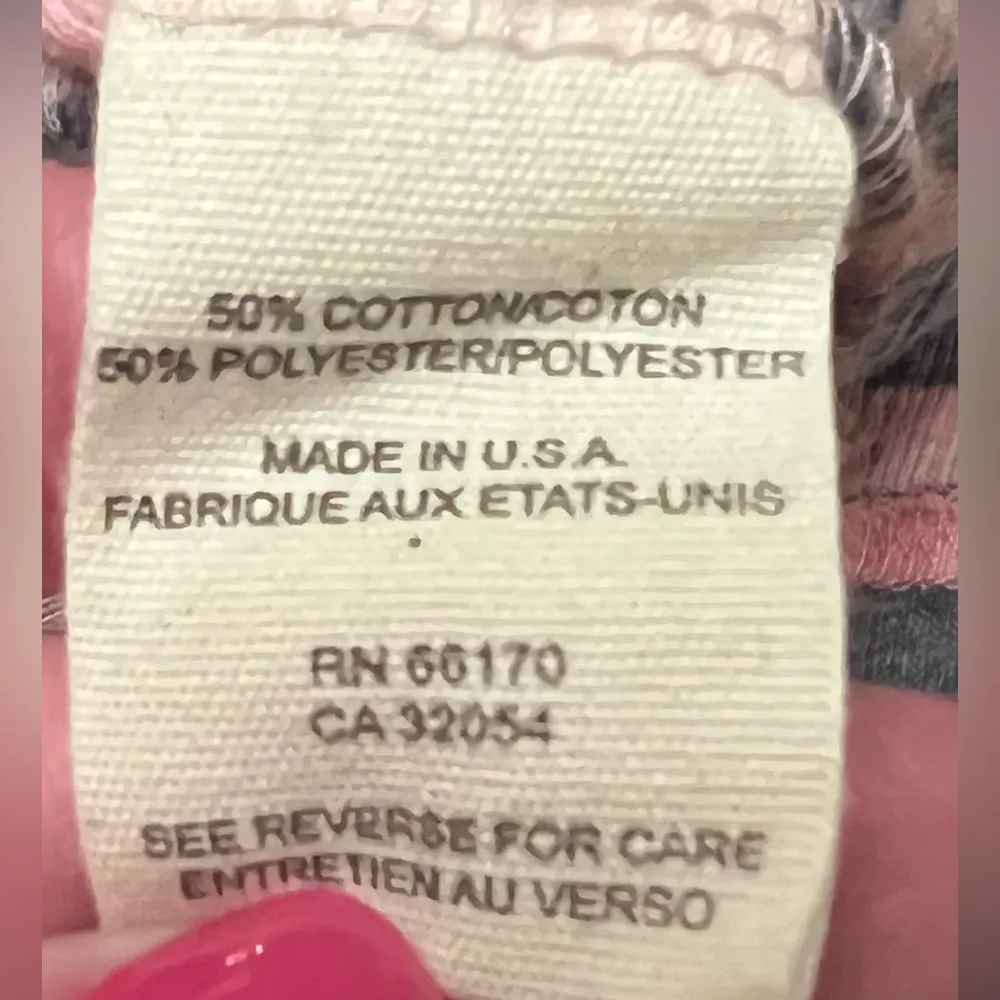 50% COTTON/COTON
50% POLYESTER/POLYESTER
MADE IN U.S.A.
FABRIQUE AUX ETATS-UNIS
RN 66170
CA 32054
SEE REVERSE FOR CARE
ENTRETIEN AU VERSO